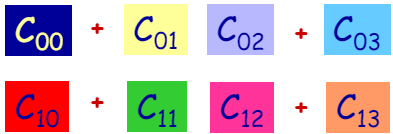 C00 + C01 C02 + C03
C10 + C11 C12 + C13